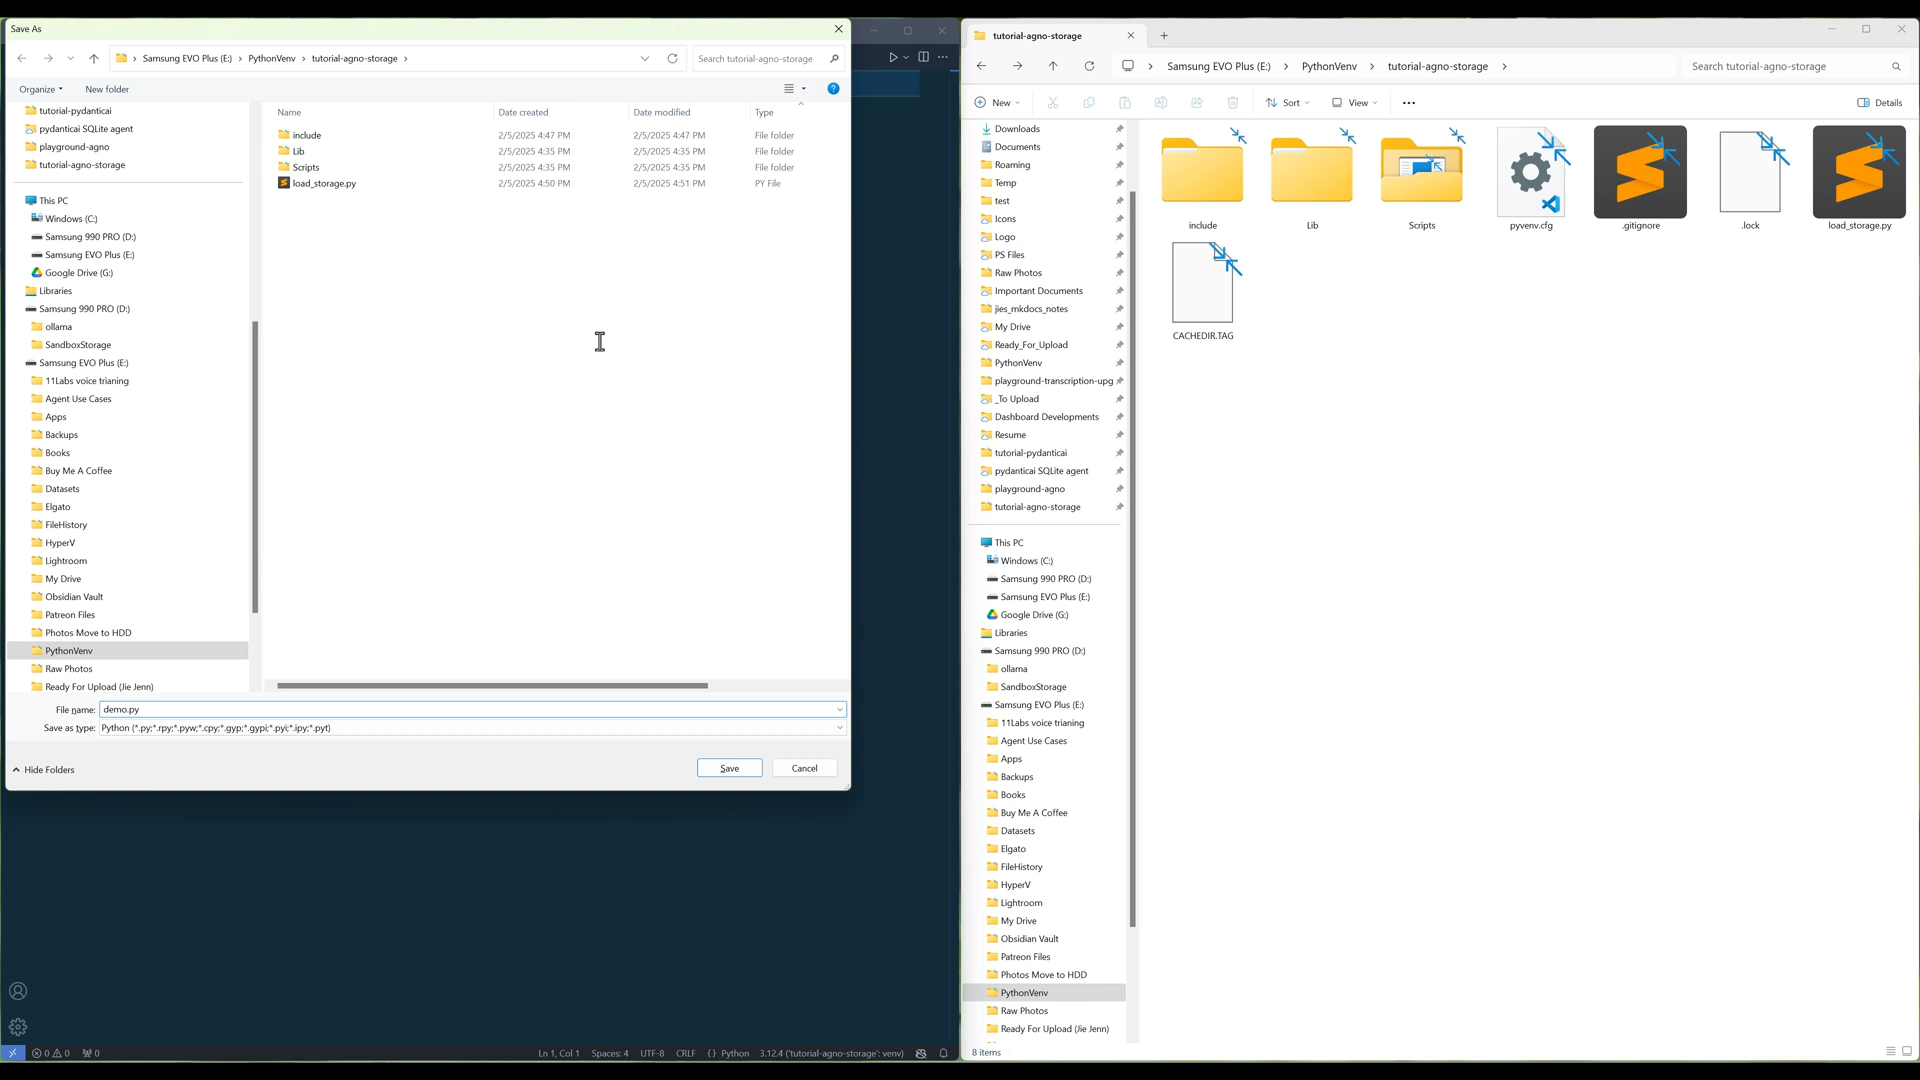 Save As
Samsung EVO Plus (E:) > PythonVenv > tutorial-agno-storage >
Search tutorial-agno-storage
Organize
New folder
tutorial-pydanticai
pydanticai SQLite agent
playground-agno
tutorial-agno-storage
This PC
Windows (C:)
Samsung 990 PRO (D:)
Samsung EVO Plus (E:)
Google Drive (G:)
Libraries
Samsung 990 PRO (D:)
ollama
SandboxStorage
Samsung EVO Plus (E:)
11Labs voice trianing
Agent Use Cases
Apps
Backups
Books
Buy Me A Coffee
Datasets
Elgato
FileHistory
HyperV
Lightroom
My Drive
Obsidian Vault
Patreon Files
Photos Move to HDD
PythonVenv
Raw Photos
Ready For Upload (Jie Jenn)
Name Date created Date modified Type
include 2/5/2025 4:47 PM 2/5/2025 4:47 PM File folder
Lib 2/5/2025 4:35 PM 2/5/2025 4:35 PM File folder
Scripts 2/5/2025 4:35 PM 2/5/2025 4:35 PM File folder
load_storage.py 2/5/2025 4:50 PM 2/5/2025 4:51 PM PY File
File name: demo.py
Save as type: Python (*.py;*.rpy;*.pyw;*.cpy;*.gyp;*.gypi;*.pyi;*.ipy;*.pyt)
Hide Folders
Save
Cancel
0 0 0
Ln 1, Col 1
Spaces: 4
UTF-8
CRLF
{ } Python
3.12.4 ('tutorial-agno-storage': venv)
tutorial-agno-storage
Samsung EVO Plus (E:) > PythonVenv > tutorial-agno-storage >
Search tutorial-agno-storage
New
Sort
View
Details
Downloads
Documents
Roaming
Temp
test
Icons
Logo
PS Files
Raw Photos
Important Documents
jies_mkdocs_notes
My Drive
Ready_For_Upload
PythonVenv
playground-transcription-upg
_To Upload
Dashboard Developments
Resume
tutorial-pydanticai
pydanticai SQLite agent
playground-agno
tutorial-agno-storage
This PC
Windows (C:)
Samsung 990 PRO (D:)
Samsung EVO Plus (E:)
Google Drive (G:)
Libraries
Samsung 990 PRO (D:)
ollama
SandboxStorage
Samsung EVO Plus (E:)
11Labs voice trianing
Agent Use Cases
Apps
Backups
Books
Buy Me A Coffee
Datasets
Elgato
FileHistory
HyperV
Lightroom
My Drive
Obsidian Vault
Patreon Files
Photos Move to HDD
PythonVenv
Raw Photos
Ready For Upload (Jie Jenn)
include
Lib
Scripts
pyvenv.cfg
.gitignore
.lock
load_storage.py
CACHEDIR.TAG
8 items